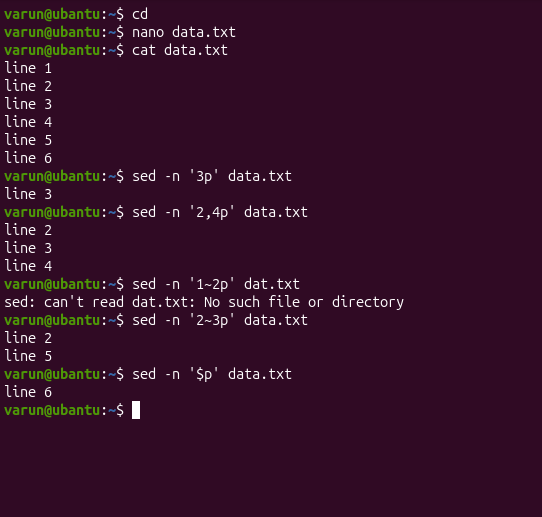 varun@ubantu:~$ cd
varun@ubantu:~$ nano data.txt
varun@ubantu:~$ cat data.txt
line 1
line 2
line 3
line 4
line 5
line 6
varun@ubantu:~$ sed -n '3p' data.txt
line 3
varun@ubantu:~$ sed -n '2,4p' data.txt
line 2
line 3
line 4
varun@ubantu:~$ sed -n '1~2p' dat.txt
sed: can't read dat.txt: No such file or directory
varun@ubantu:~$ sed -n '2~3p' data.txt
line 2
line 5
varun@ubantu:~$ sed -n '$p' data.txt
line 6
varun@ubantu:~$